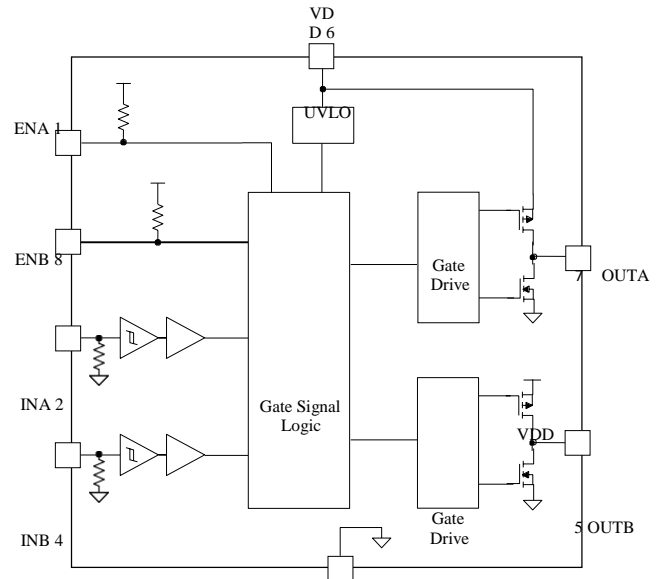 VD
D 6
UVLO
ENA 1
ENB 8
Gate
Drive
7 OUTA
INA 2
Gate Signal
Logic
VDD
INB 4
Gate
Drive
5 OUTB